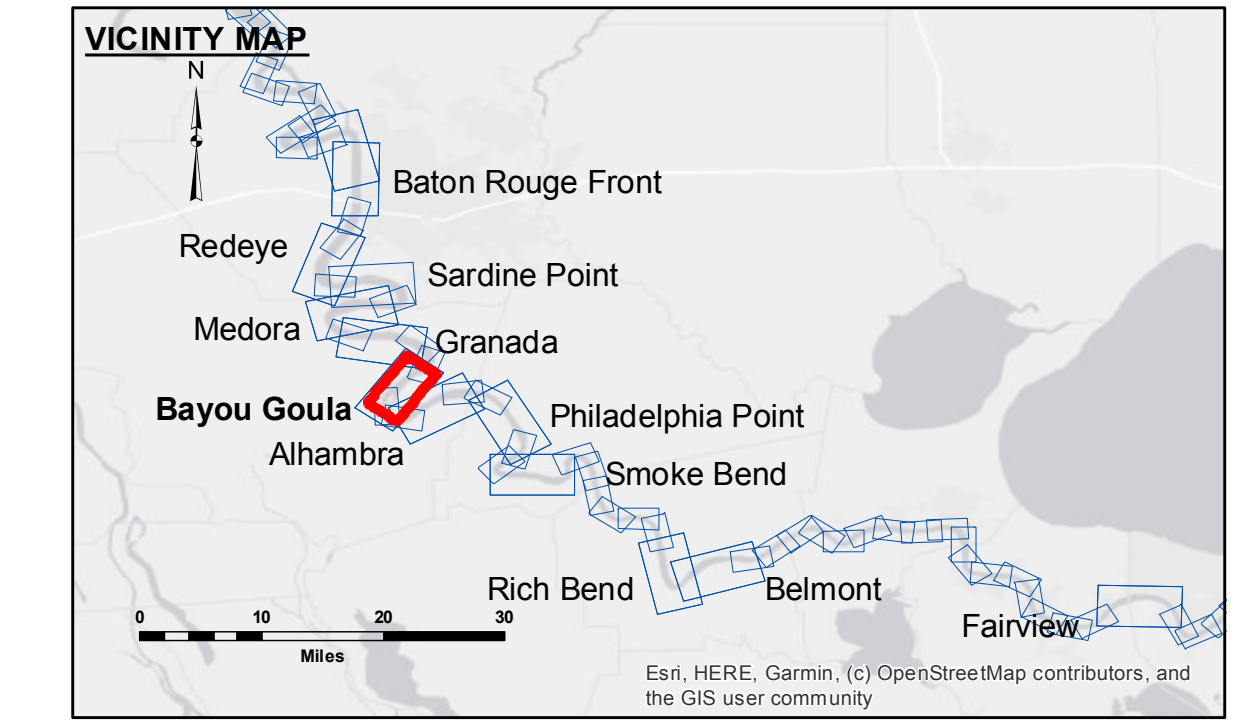 VICINITY MAP
N
Baton Rouge Front
Redeye
Sardine Point
Medora
Granada
Bayou Goula
Philadelphia Point
Alhambra
Smoke Bend
Rich Bend
Belmont
Fairview
0 10 20 30
Miles
Esri, HERE, Garmin, (c) OpenStreetMap contributors, and
the GIS user community